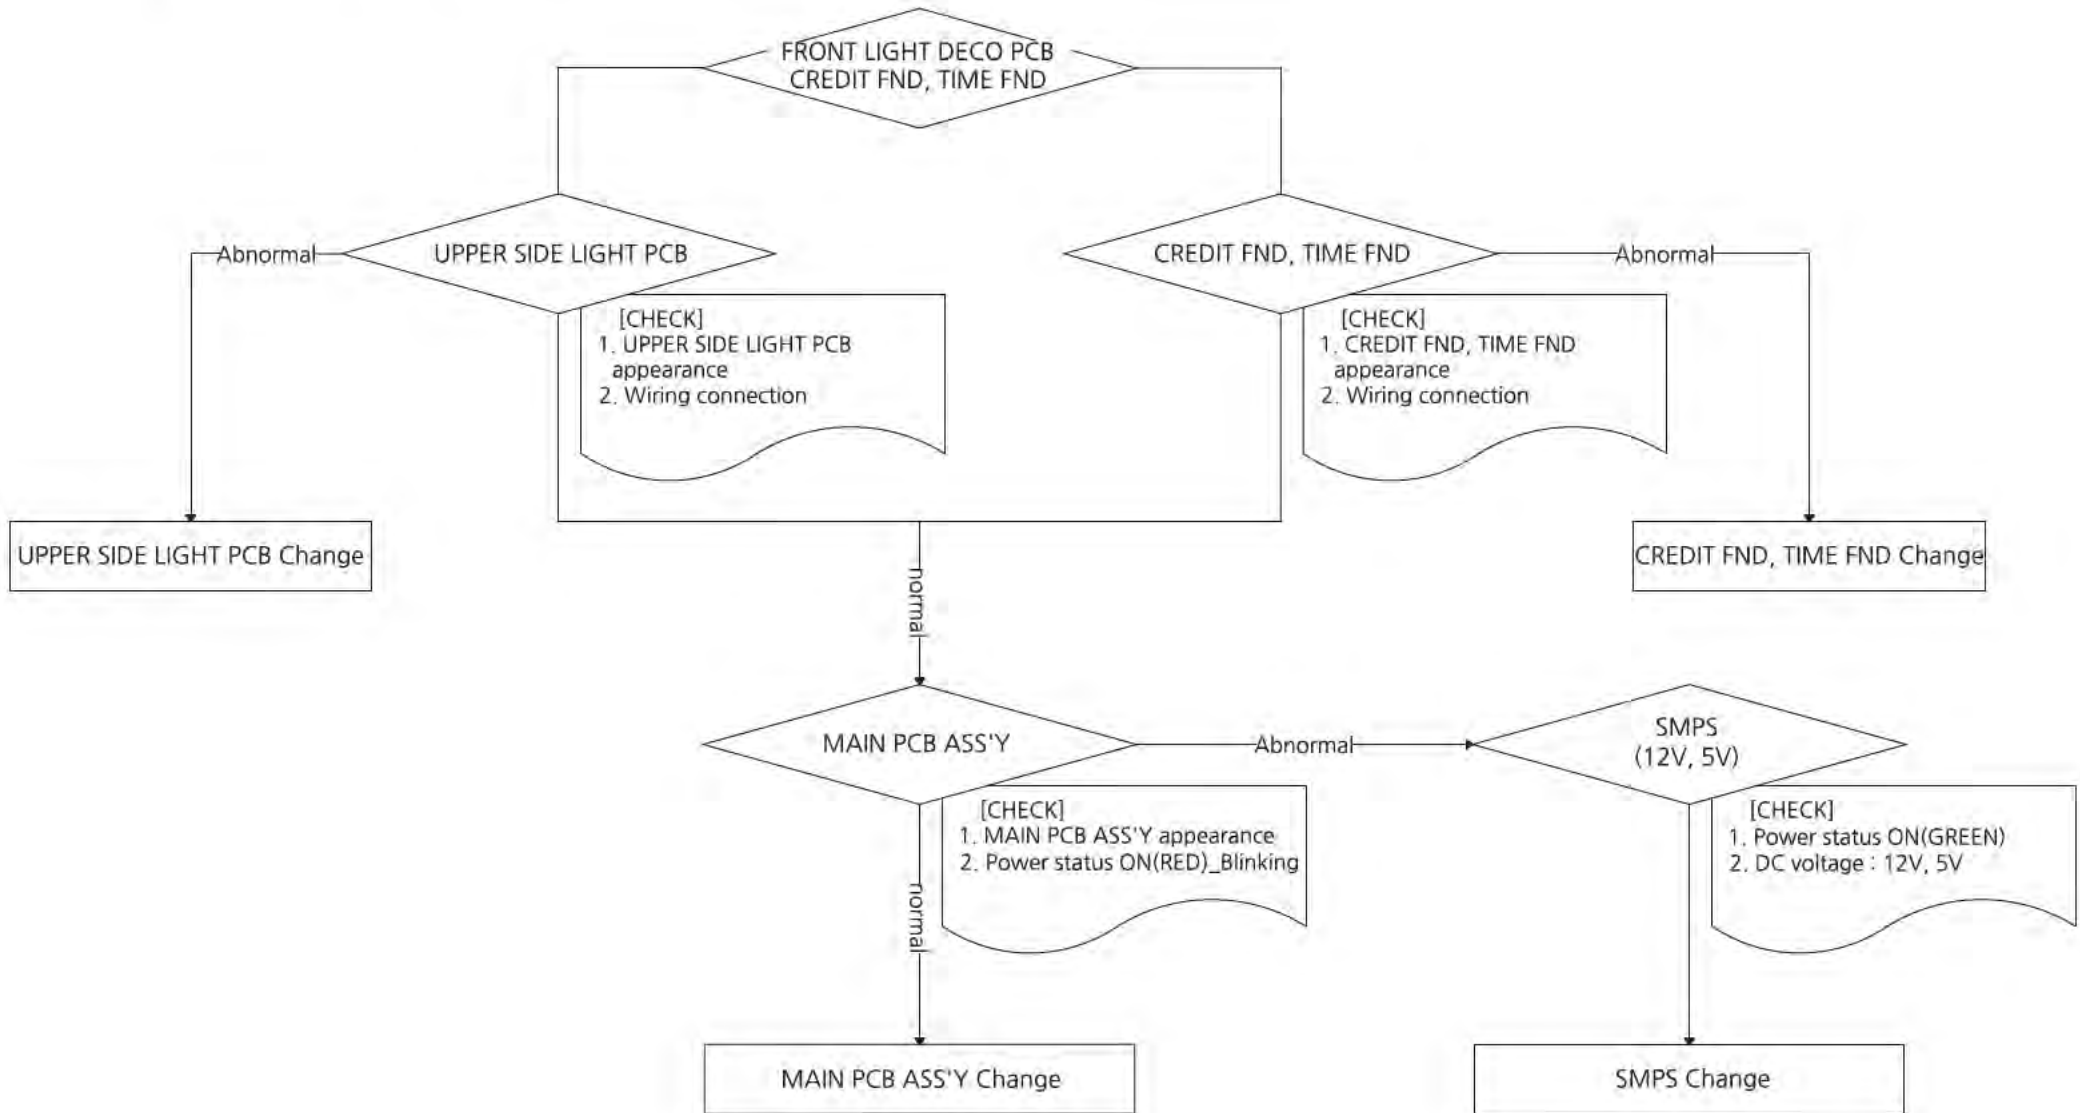 FRONT LIGHT DECO PCB
CREDIT FND, TIME FND
Abnormal
UPPER SIDE LIGHT PCB
CREDIT FND, TIME FND
Abnormal
[CHECK]
1. UPPER SIDE LIGHT PCB
appearance
2. Wiring connection
[CHECK]
1. CREDIT FND, TIME FND
appearance
2. Wiring connection
UPPER SIDE LIGHT PCB Change
normal
CREDIT FND, TIME FND Change
MAIN PCB ASS'Y
Abnormal
SMPS
(12V, 5V)
[CHECK]
1. MAIN PCB ASS'Y appearance
2. Power status ON(RED)_Blinking
[CHECK]
1. Power status ON(GREEN)
2. DC voltage : 12V, 5V
normal
MAIN PCB ASS'Y Change
SMPS Change